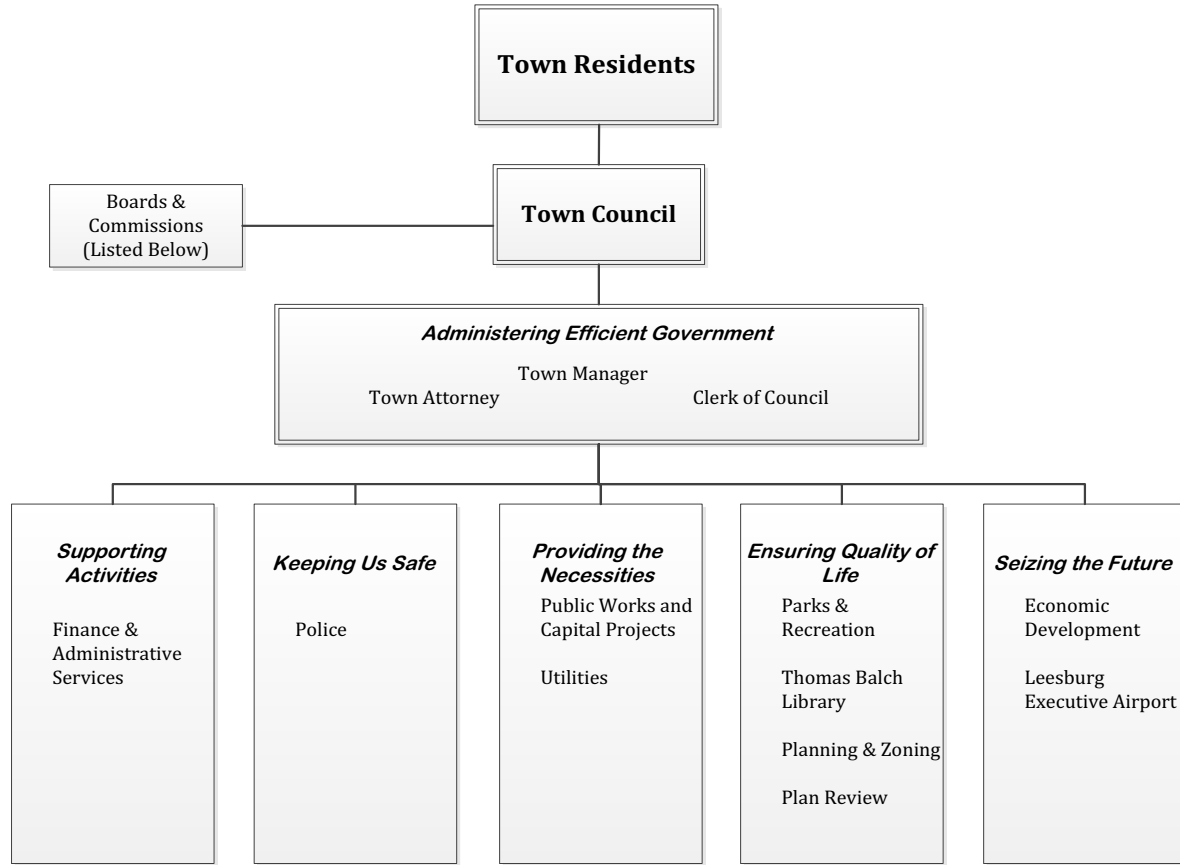 Town Residents
Boards &
Commissions
(Listed Below)
Town Council
Administering Efficient Government
Town Manager
Town Attorney
Clerk of Council
Supporting
Activities
Finance &
Administrative
Services
Keeping Us Safe
Police
Providing the
Necessities
Public Works and
Capital Projects
Utilities
Ensuring Quality of
Life
Parks &
Recreation
Thomas Balch
Library
Planning & Zoning
Plan Review
Seizing the Future
Economic
Development
Leesburg
Executive Airport